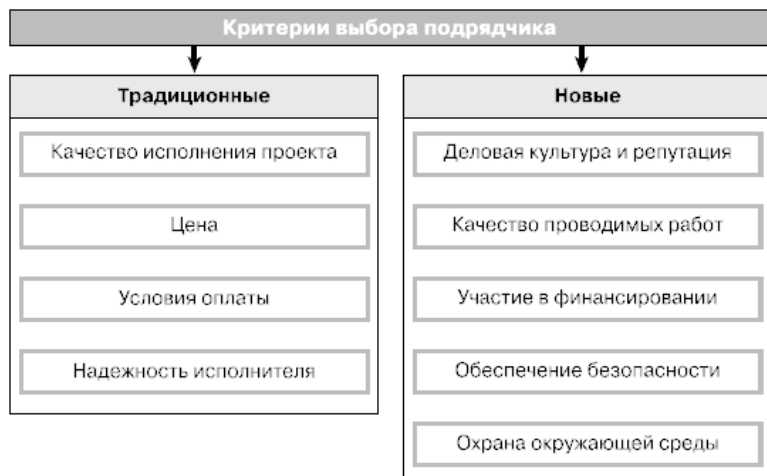 Критерии выбора подрядчика
Традиционные
Качество исполнения проекта
Цена
Условия оплаты
Надежность исполнителя
Новые
Деловая культура и репутация
Качество проводимых работ
Участие в финансировании
Обеспечение безопасности
Охрана окружающей среды